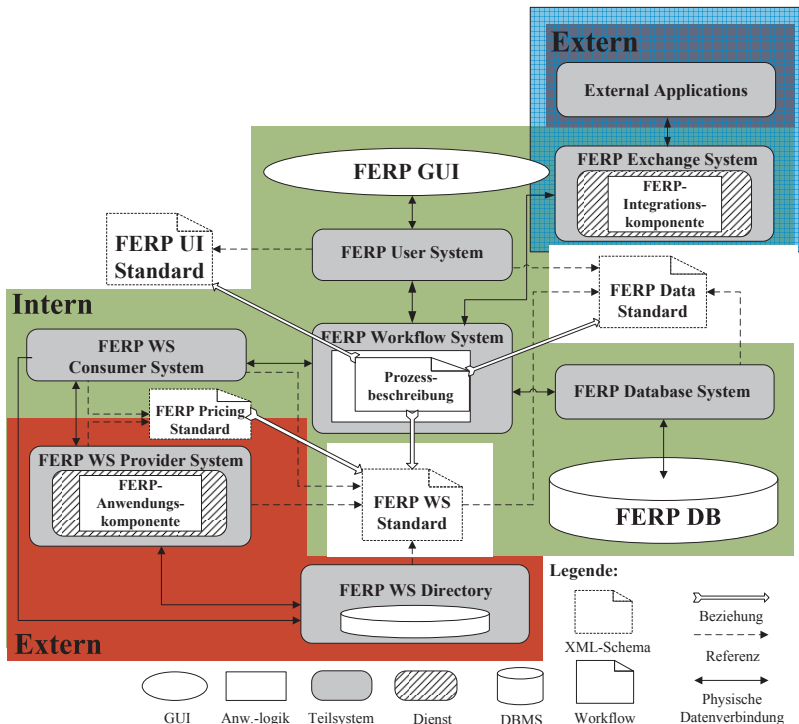 Extern
External Applications
FERP GUI
FERP Exchange System
FERP-
Integrations-
komponente
FERP UI
Standard
FERP User System
FERP Data
Standard
Intern
FERP WS
Consumer System
FERP Workflow System
Prozess-
beschreibung
FERP Database System
FERP Pricing
Standard
FERP WS Provider System
FERP-
Anwendungs-
komponente
FERP WS
Standard
FERP DB
FERP WS Directory
Extern
Legende:
XML-Schema
Beziehung
Referenz
GUI
Anw.-logik
Teilsystem
Dienst
DBMS
Workflow
Physische
Datenverbindung